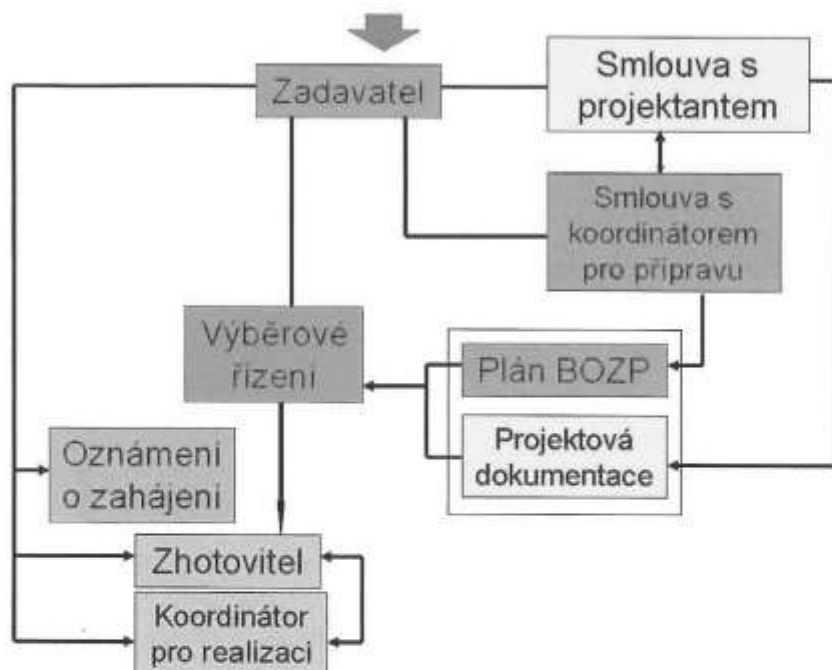 Zadavatel
Smlouva s
projektantem
Smlouva s
koordinátorem
pro přípravu
Výběrové
řízení
Plán BOZP
Projektová
dokumentace
Oznámení
o zahájení
Zhotovitel
Koordinátor
pro realizaci